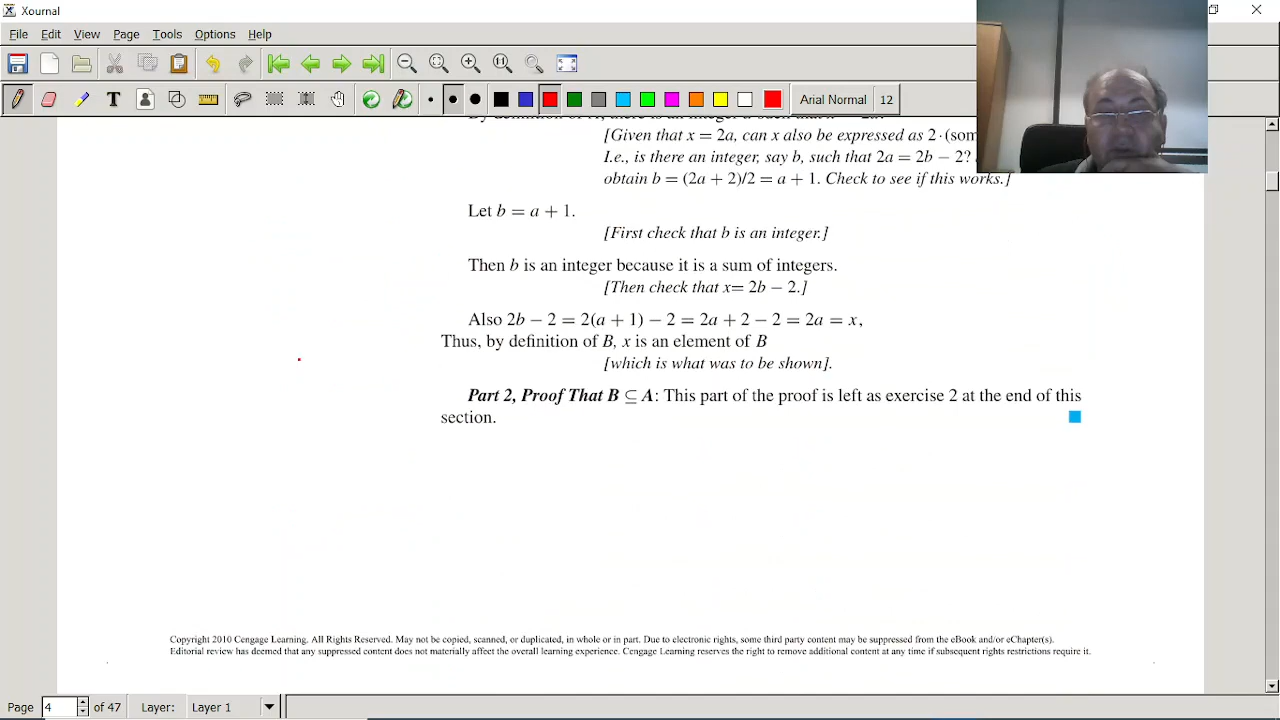 Xournal
File Edit View Page Tools Options Help
Arial Normal 12
[Given that x = 2a, can x also be expressed as 2 · (som
I.e., is there an integer, say b, such that 2a = 2b − 2?
obtain b = (2a + 2)/2 = a + 1. Check to see if this works.]
Let b = a + 1.
[First check that b is an integer.]
Then b is an integer because it is a sum of integers.
[Then check that x= 2b − 2.]
Also 2b − 2 = 2(a + 1) − 2 = 2a + 2 − 2 = 2a = x,
Thus, by definition of B, x is an element of B
[which is what was to be shown].
Part 2, Proof That B ⊆ A: This part of the proof is left as exercise 2 at the end of this
section.
Copyright 2010 Cengage Learning. All Rights Reserved. May not be copied, scanned, or duplicated, in whole or in part. Due to electronic rights, some third party content may be suppressed from the eBook and/or eChapter(s).
Editorial review has deemed that any suppressed content does not materially affect the overall learning experience. Cengage Learning reserves the right to remove additional content at any time if subsequent rights restrictions require it.
Page 4 of 47 Layer: Layer 1